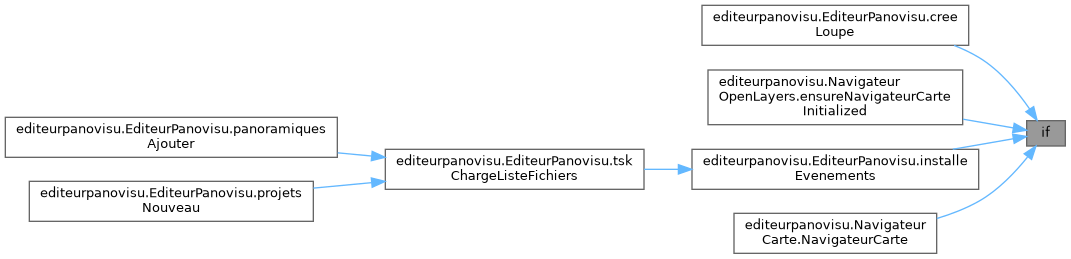 editeurpanovisu.EditeurPanovisu.cree
Loupe
editeurpanovisu.Navigateur
OpenLayers.ensureNavigateurCarte
Initialized
editeurpanovisu.EditeurPanovisu.panoramiques
Ajouter
if
editeurpanovisu.EditeurPanovisu.tsk
ChargeListeFichiers
editeurpanovisu.EditeurPanovisu.installe
Evenements
editeurpanovisu.EditeurPanovisu.projets
Nouveau
editeurpanovisu.Navigateur
Carte.NavigateurCarte